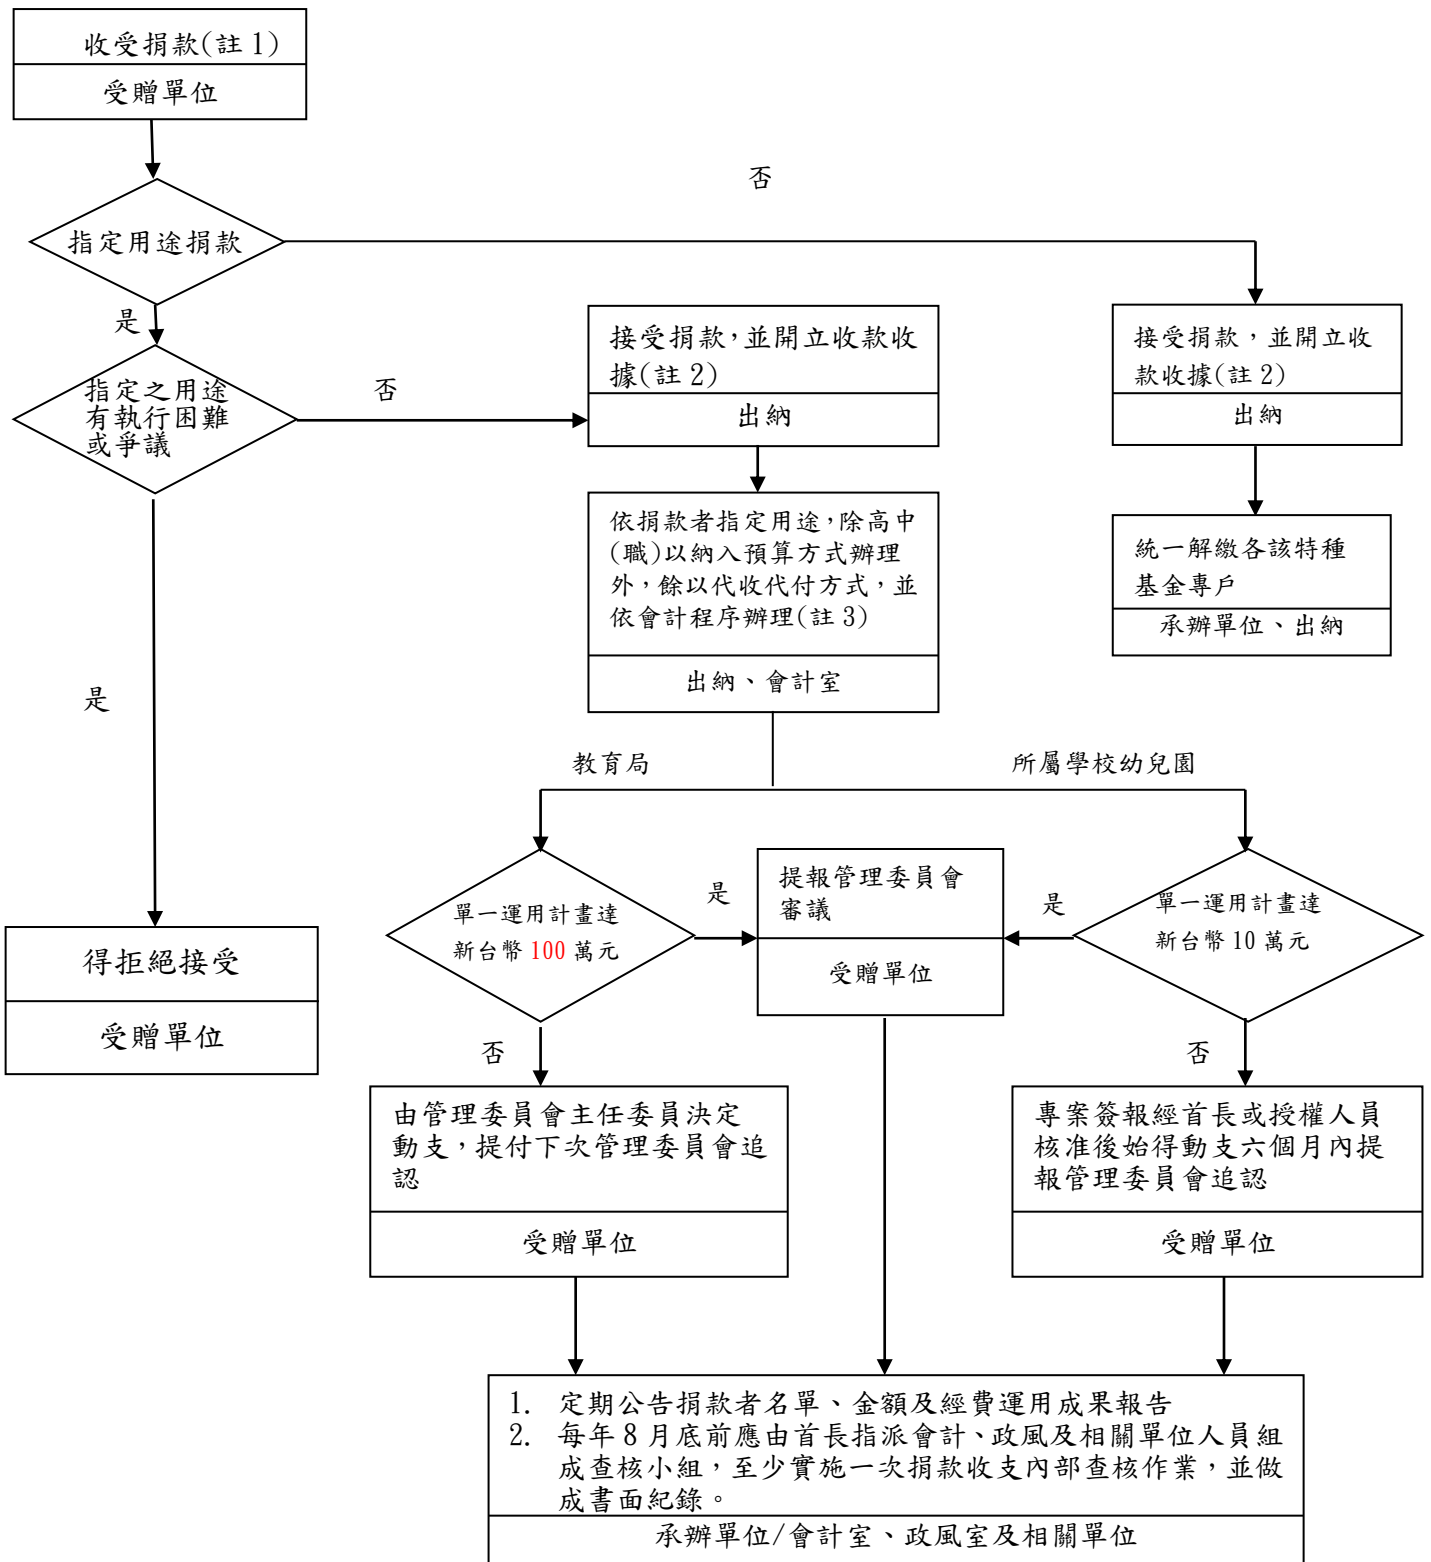 收受捐款(註1)
受贈單位
否
指定用途捐款
是
指定之用途
有執行困難
或爭議
否
接受捐款,並開立收款收
據(註2)
出納
接受捐款,並開立收
款收據(註2)
出納
依捐款者指定用途,除高中
(職)以納入預算方式辦理
外,餘以代收代付方式,並
依會計程序辦理(註3)
出納、會計室
統一解繳各該特種
基金專戶
承辦單位、出納
是
教育局
所屬學校幼兒園
單一運用計畫達
新台幣100萬元
是
提報管理委員會
審議
受贈單位
是
單一運用計畫達
新台幣10萬元
得拒絕接受
受贈單位
否
否
由管理委員會主任委員決定
動支,提付下次管理委員會追
認
受贈單位
專案簽報經首長或授權人員
核准後始得動支六個月內提
報管理委員會追認
受贈單位
1. 定期公告捐款者名單、金額及經費運用成果報告
2. 每年8月底前應由首長指派會計、政風及相關單位人員組
成查核小組,至少實施一次捐款收支內部查核作業,並做
成書面紀錄。
承辦單位/會計室、政風室及相關單位